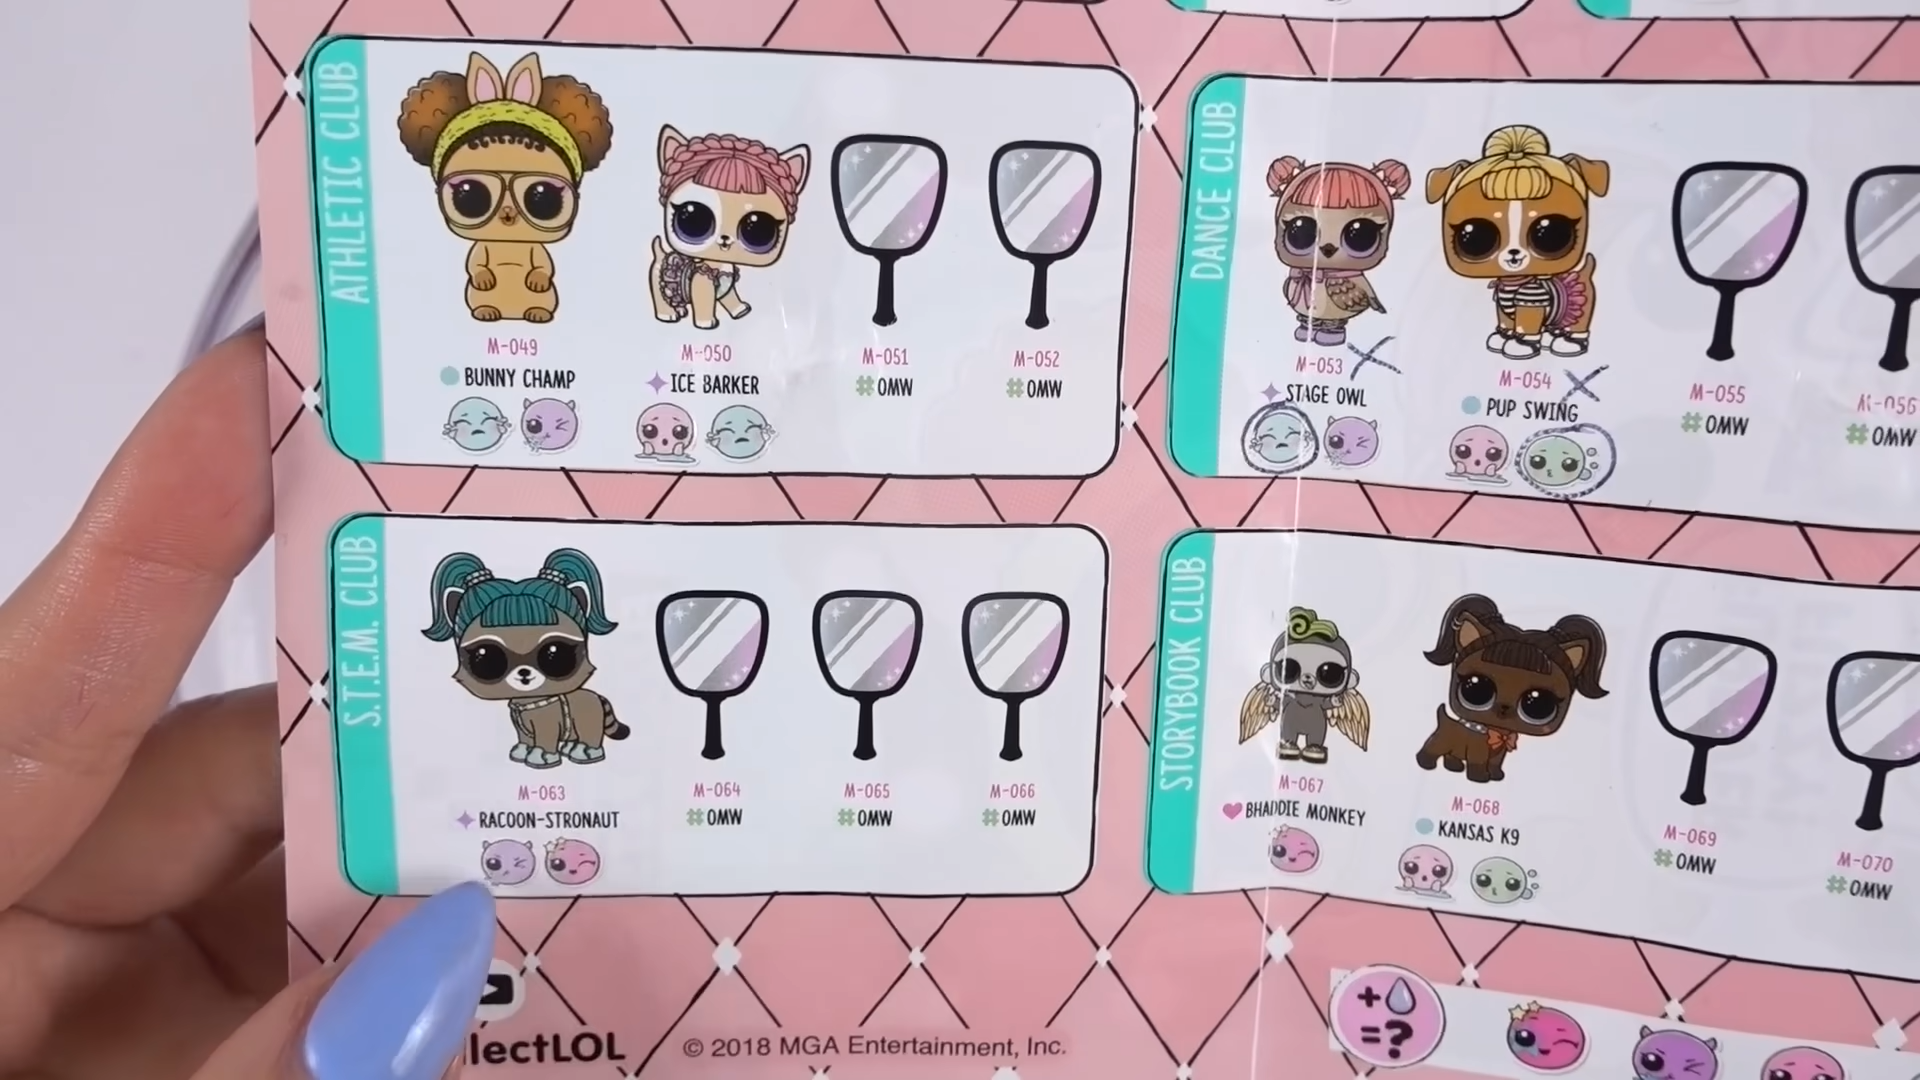 ATHLETIC CLUB
M-049
BUNNY CHAMP
M-050
ICE BARKER
M-051
#OMW
M-052
#OMW
DANCE CLUB
M-053
STAGE OWL
M-054
PUP SWING
M-055
#OMW
M-056
#OMW
S.T.E.M. CLUB
M-063
RACOON-STRONAUT
M-064
#OMW
M-065
#OMW
M-066
#OMW
STORYBOOK CLUB
M-067
BHADDIE MONKEY
M-068
KANSAS K9
M-069
#OMW
M-070
#OMW
llectLOL
© 2018 MGA Entertainment, Inc.
+
=?